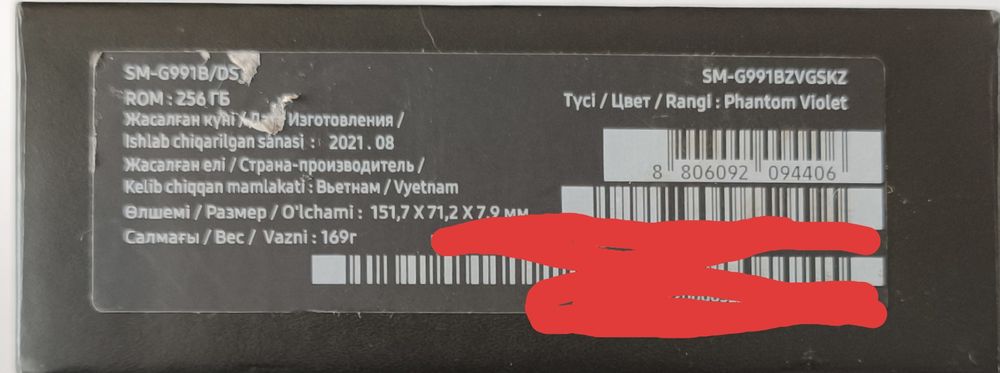 SM-G991B/DS
ROM : 256 ГБ
Жасалған күні / Изготовления /
Ishlab chiqarilgan sanasi : 2021 . 08
Жасалған елі / Страна-производитель /
Kelib chiqqan mamlakati : Вьетнам / Vyetnam
Өлшемі / Размер / O'lchami : 151,7 X 71,2 X 7,9 мм
Салмағы / Вес / Vazni : 169г
SM-G991BZVGSKZ
Түсі / Цвет / Rangi : Phantom Violet
8 806092 094406